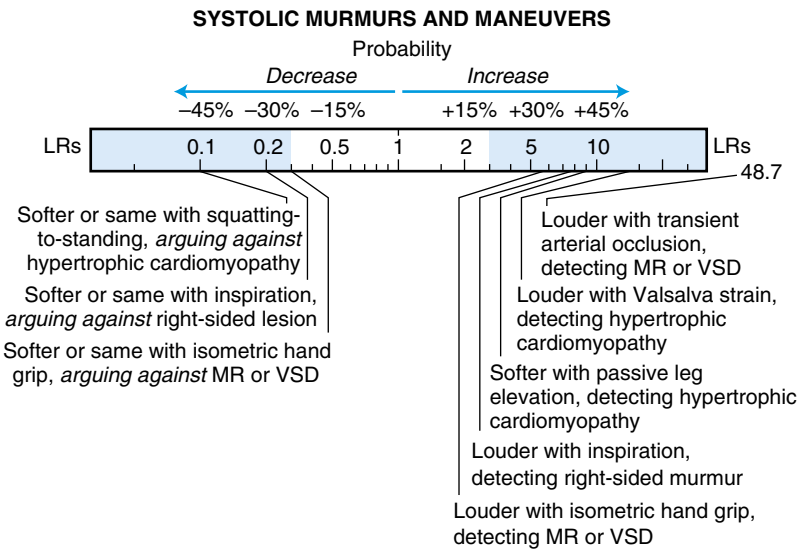 SYSTOLIC MURMURS AND MANEUVERS
Probability
Decrease Increase
–45% –30% –15% +15% +30% +45%
LRs 0.1 0.2 0.5 1 2 5 10 LRs
48.7
Softer or same with squatting-
to-standing, arguing against
hypertrophic cardiomyopathy
Softer or same with inspiration,
arguing against right-sided lesion
Softer or same with isometric hand
grip, arguing against MR or VSD
Louder with transient
arterial occlusion,
detecting MR or VSD
Louder with Valsalva strain,
detecting hypertrophic
cardiomyopathy
Softer with passive leg
elevation, detecting hypertrophic
cardiomyopathy
Louder with inspiration,
detecting right-sided murmur
Louder with isometric hand grip,
detecting MR or VSD